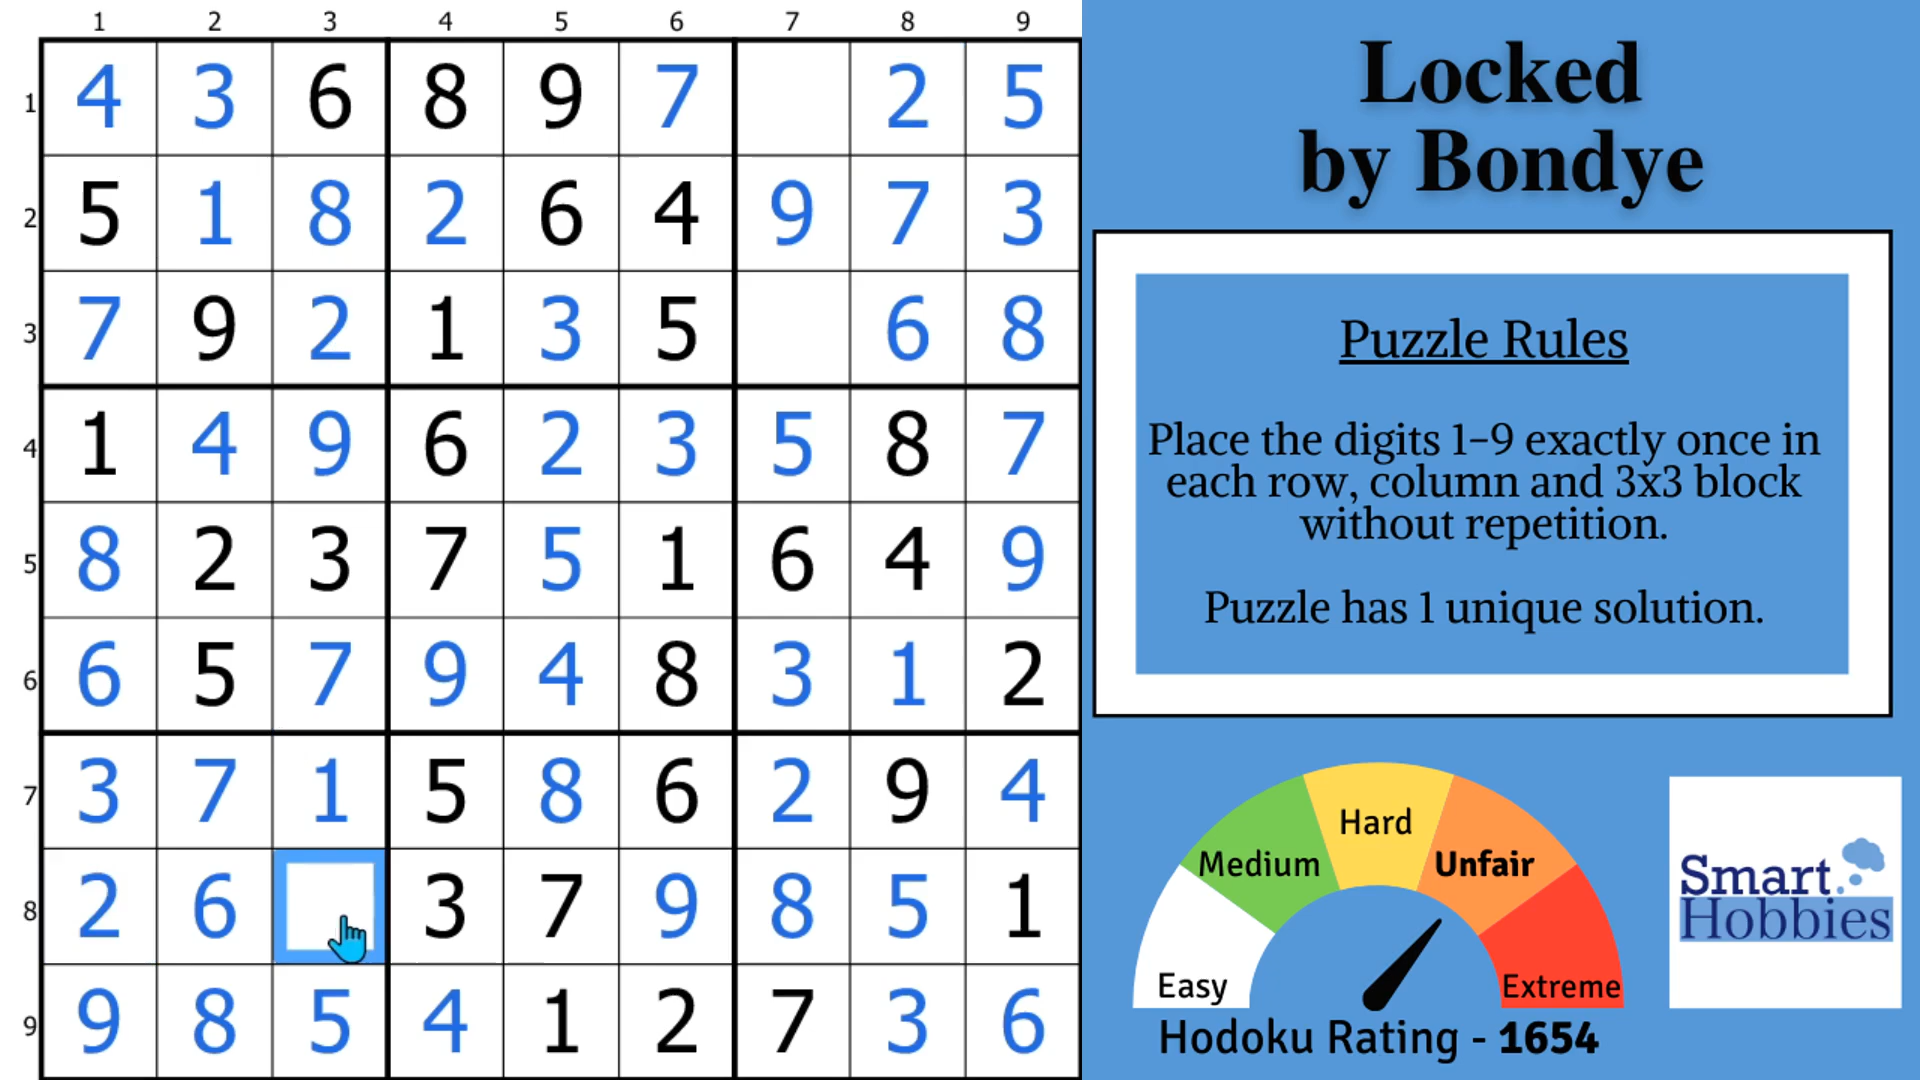 1 2 3 4 5 6 7 8 9
1 4 3 6 8 9 7 2 5
2 5 1 8 2 6 4 9 7 3
3 7 9 2 1 3 5 6 8
4 1 4 9 6 2 3 5 8 7
5 8 2 3 7 5 1 6 4 9
6 6 5 7 9 4 8 3 1 2
7 3 7 1 5 8 6 2 9 4
8 2 6 3 7 9 8 5 1
9 9 8 5 4 1 2 7 3 6
Locked
by Bondye
Puzzle Rules
Place the digits 1-9 exactly once in
each row, column and 3x3 block
without repetition.
Puzzle has 1 unique solution.
Easy
Medium
Hard
Unfair
Extreme
Hodoku Rating - 1654
Smart
Hobbies